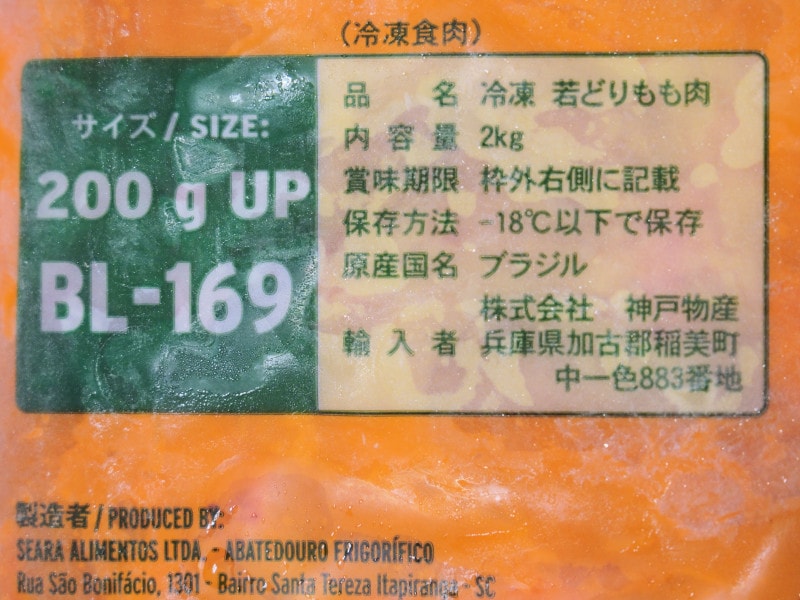 (冷凍食肉)
サイズ / SIZE:
200 g UP
BL-169
品名 冷凍 若どりもも肉
内容量 2kg
賞味期限 枠外右側に記載
保存方法 -18℃以下で保存
原産国名 ブラジル
株式会社 神戸物産
輸入者 兵庫県加古郡稲美町
中一色883番地
製造者 / PRODUCED BY:
SEARA ALIMENTOS LTDA. - ABATEDOURO FRIGORÍFICO
Rua São Bonifácio, 1301 - Bairro Santa Tereza Itapiranga - SC